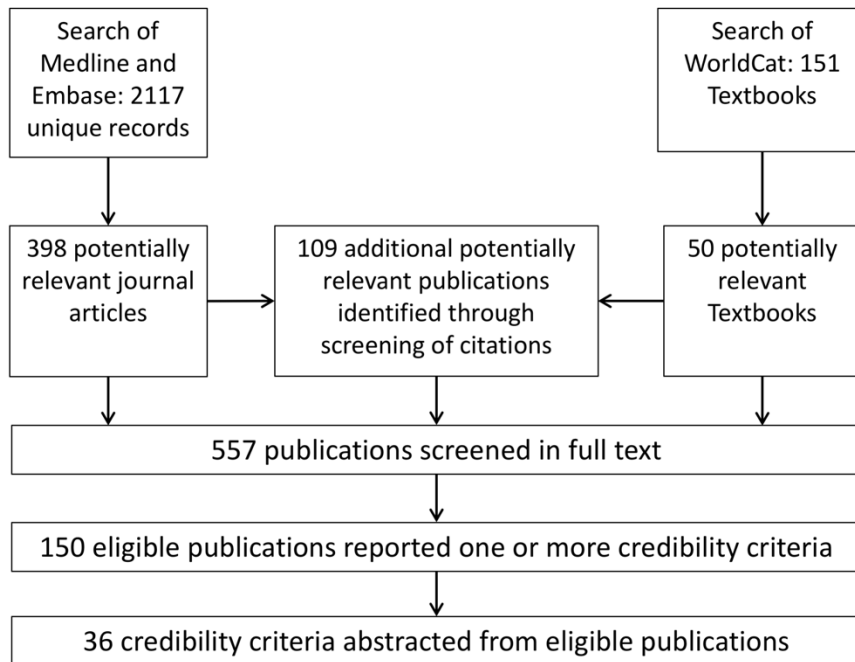 Search of
Medline and
Embase: 2117
unique records
Search of
WorldCat: 151
Textbooks
398 potentially
relevant journal
articles
109 additional potentially
relevant publications
identified through
screening of citations
50 potentially
relevant
Textbooks
557 publications screened in full text
150 eligible publications reported one or more credibility criteria
36 credibility criteria abstracted from eligible publications